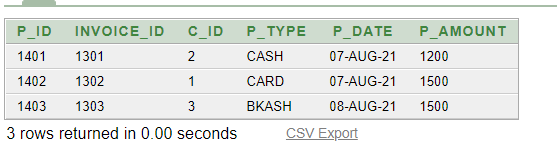 P_ID INVOICE_ID C_ID P_TYPE P_DATE P_AMOUNT
1401 1301 2 CASH 07-AUG-21 1200
1402 1302 1 CARD 07-AUG-21 1500
1403 1303 3 BKASH 08-AUG-21 1500
3 rows returned in 0.00 seconds CSV Export